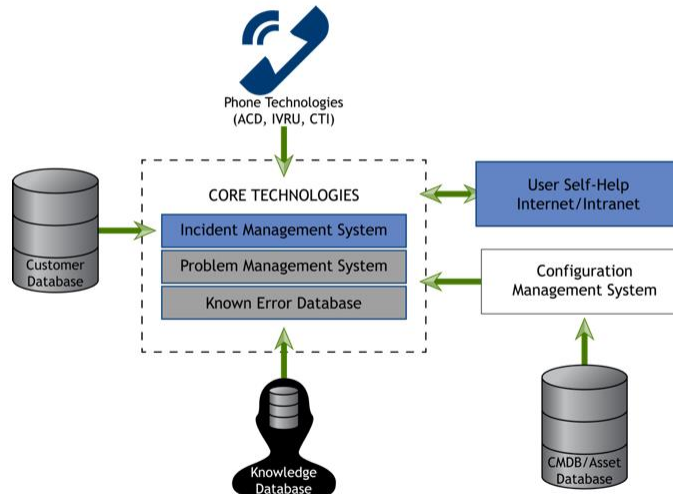 Phone Technologies
(ACD, IVRU, CTI)
CORE TECHNOLOGIES
Incident Management System
Problem Management System
Known Error Database
User Self-Help
Internet/Intranet
Customer
Database
Configuration
Management System
Knowledge
Database
CMDB/Asset
Database